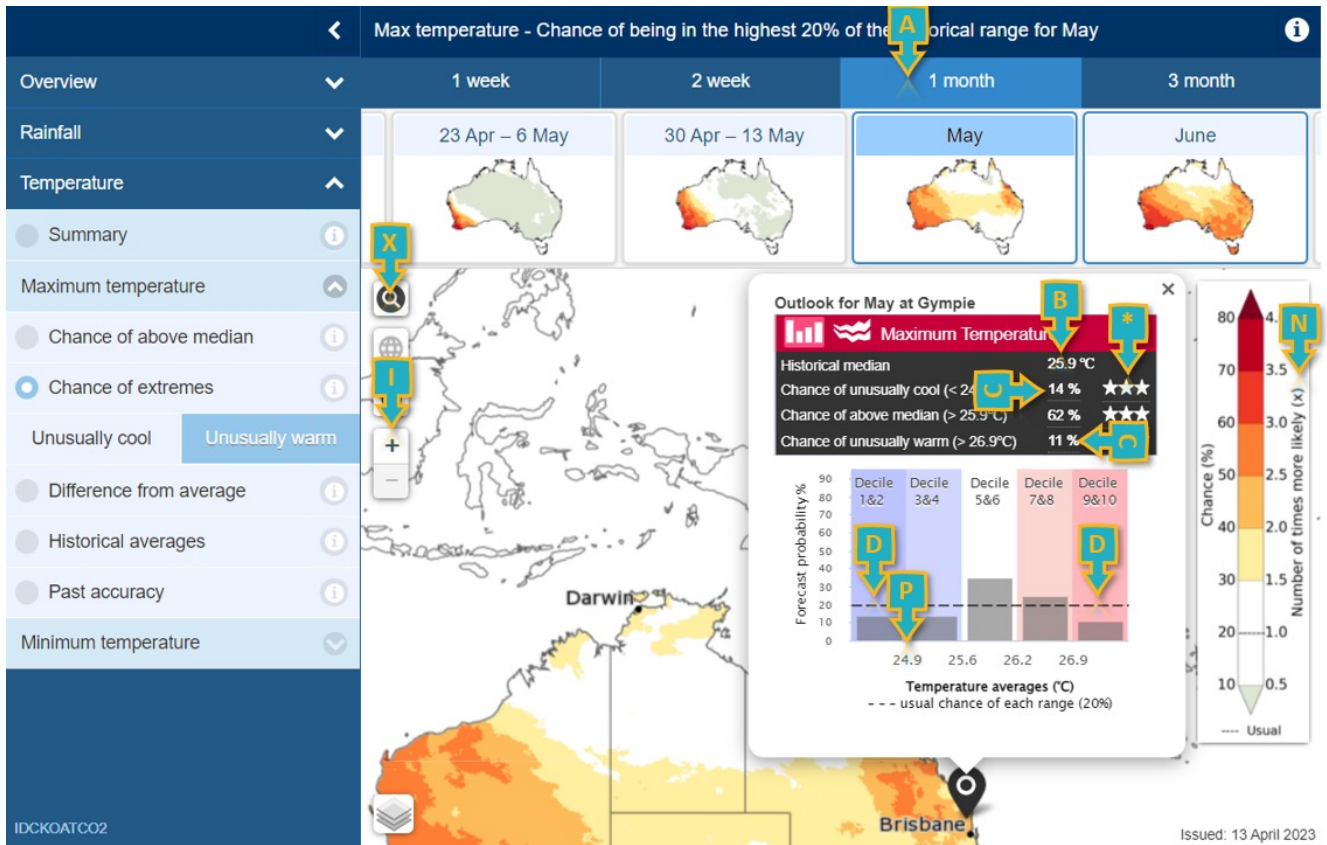 Max temperature - Chance of being in the highest 20% of the orical range for May
A
Overview
1 week
2 week
1 month
3 month
Rainfall
23 Apr – 6 May
30 Apr – 13 May
May
June
Temperature
Summary
X
Maximum temperature
Chance of above median
Chance of extremes
Unusually cool
Unusually warm
Difference from average
Historical averages
Past accuracy
Minimum temperature
IDCKOATCO2
I
+
−
Outlook for May at Gympie
×
B
*
Maximum Temperatur
Historical median 25.9 °C
Chance of unusually cool (< 24 14 % ★★★
C
Chance of above median (> 25.9°C) 62 % ★★★
Chance of unusually warm (> 26.9°C) 11 %
C
Forecast probability %
90
80
70
60
50
40
30
20
10
0
Decile 1&2
Decile 3&4
Decile 5&6
Decile 7&8
Decile 9&10
D
D
P
24.9 25.6 26.2 26.9
Temperature averages (°C)
- - - usual chance of each range (20%)
N
Chance (%)
80
70
60
50
40
30
20
10
4.
3.5
3.0
2.5
2.0
1.5
1.0
0.5
Number of times more likely (x)
---- Usual
Darwin
Brisbane
Issued: 13 April 2023